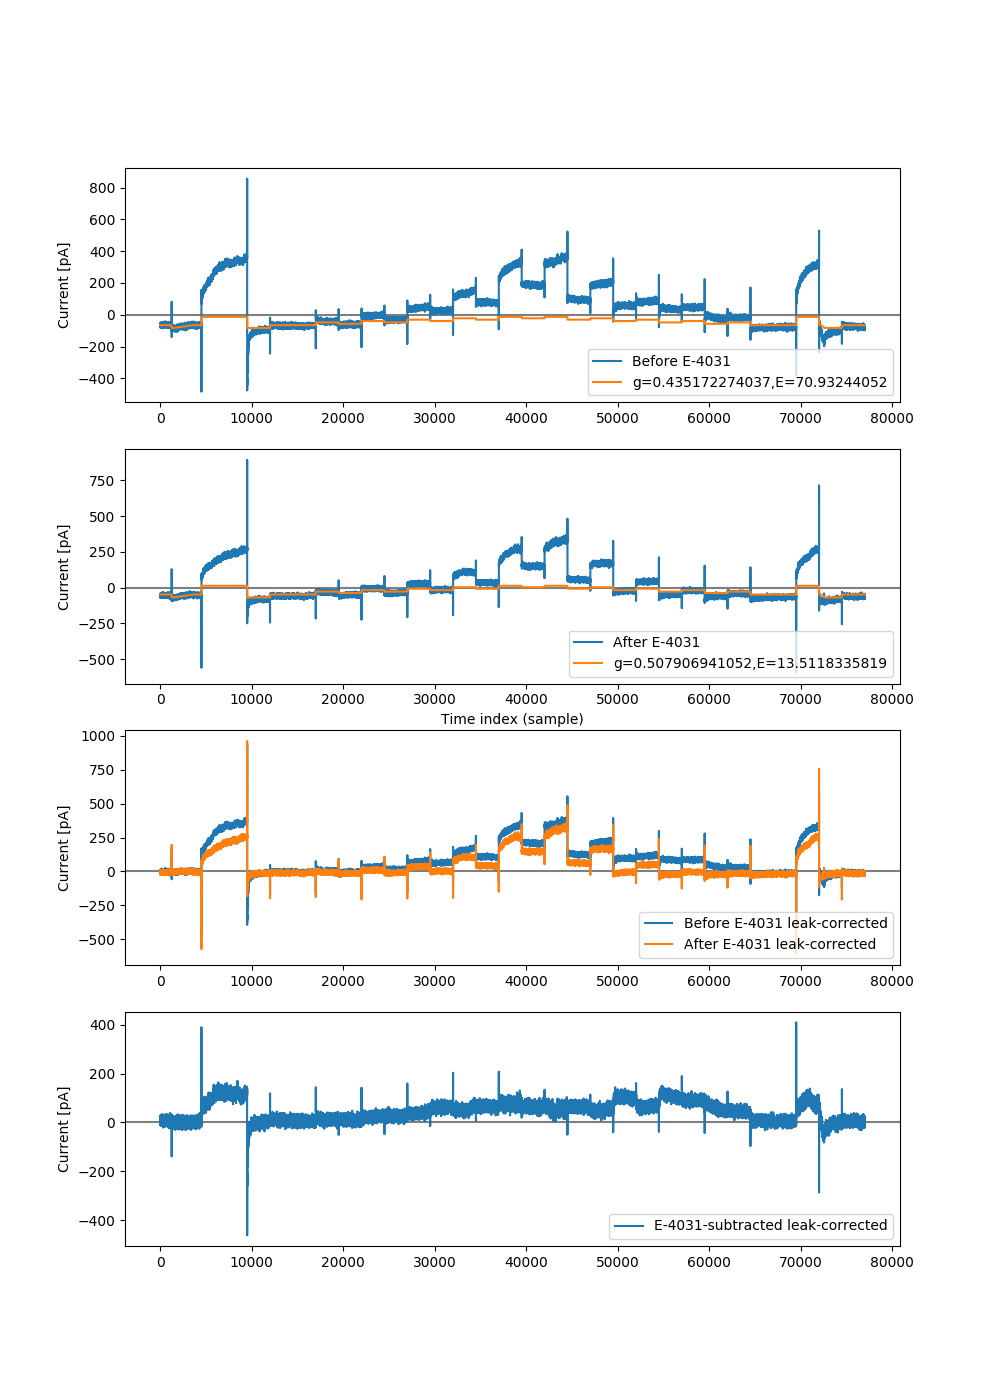 800
600
400
200
0
−200
−400
Current [pA]
Before E-4031
g=0.435172274037,E=70.93244052
0 10000 20000 30000 40000 50000 60000 70000 80000
750
500
250
0
−250
−500
Current [pA]
After E-4031
g=0.507906941052,E=13.5118335819
0 10000 20000 30000 40000 50000 60000 70000 80000
Time index (sample)
1000
750
500
250
0
−250
−500
Current [pA]
Before E-4031 leak-corrected
After E-4031 leak-corrected
0 10000 20000 30000 40000 50000 60000 70000 80000
400
200
0
−200
−400
Current [pA]
E-4031-subtracted leak-corrected
0 10000 20000 30000 40000 50000 60000 70000 80000